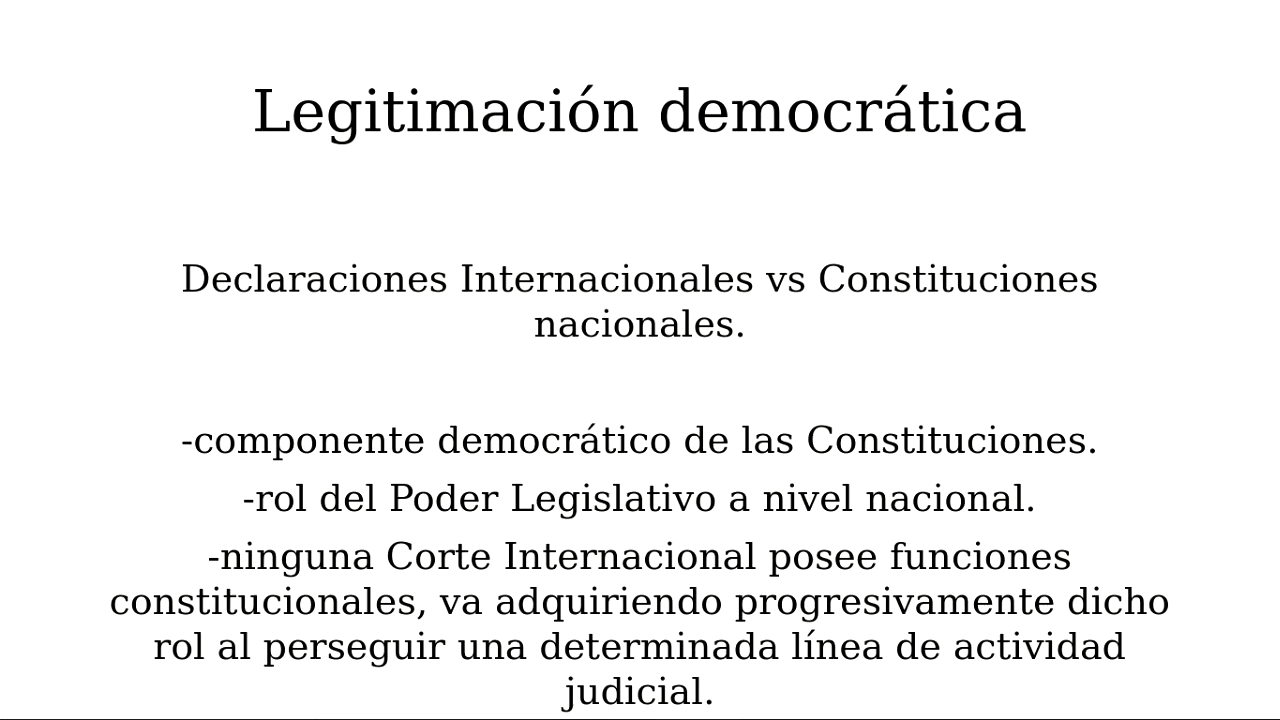 Legitimación democrática
Declaraciones Internacionales vs Constituciones
nacionales.
-componente democrático de las Constituciones.
-rol del Poder Legislativo a nivel nacional.
-ninguna Corte Internacional posee funciones
constitucionales, va adquiriendo progresivamente dicho
rol al perseguir una determinada línea de actividad
judicial.